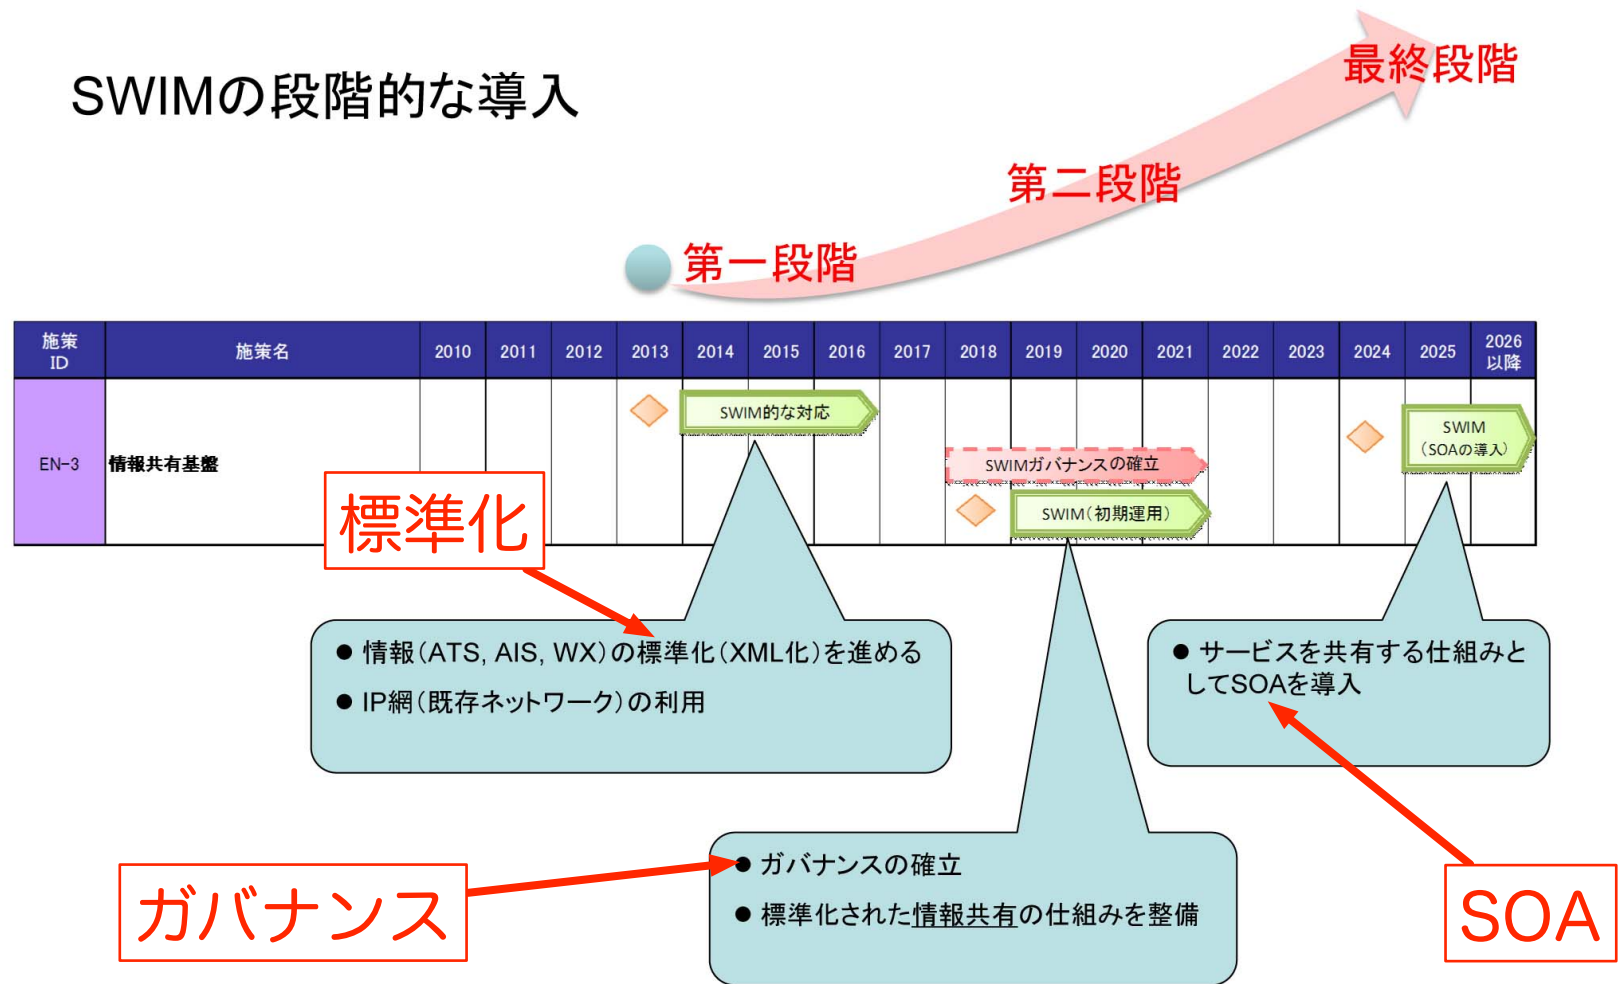 SWIMの段階的な導入
最終段階
第二段階
第一段階
施策
ID
施策名
2010
2011
2012
2013
2014
2015
2016
2017
2018
2019
2020
2021
2022
2023
2024
2025
2026
以降
EN-3
情報共有基盤
SWIM的な対応
SWIMガバナンスの確立
SWIM(初期運用)
SWIM
(SOAの導入)
標準化
●情報(ATS, AIS, WX)の標準化(XML化)を進める
●IP網(既存ネットワーク)の利用
●サービスを共有する仕組みと
してSOAを導入
●ガバナンスの確立
●標準化された情報共有の仕組みを整備
ガバナンス
SOA